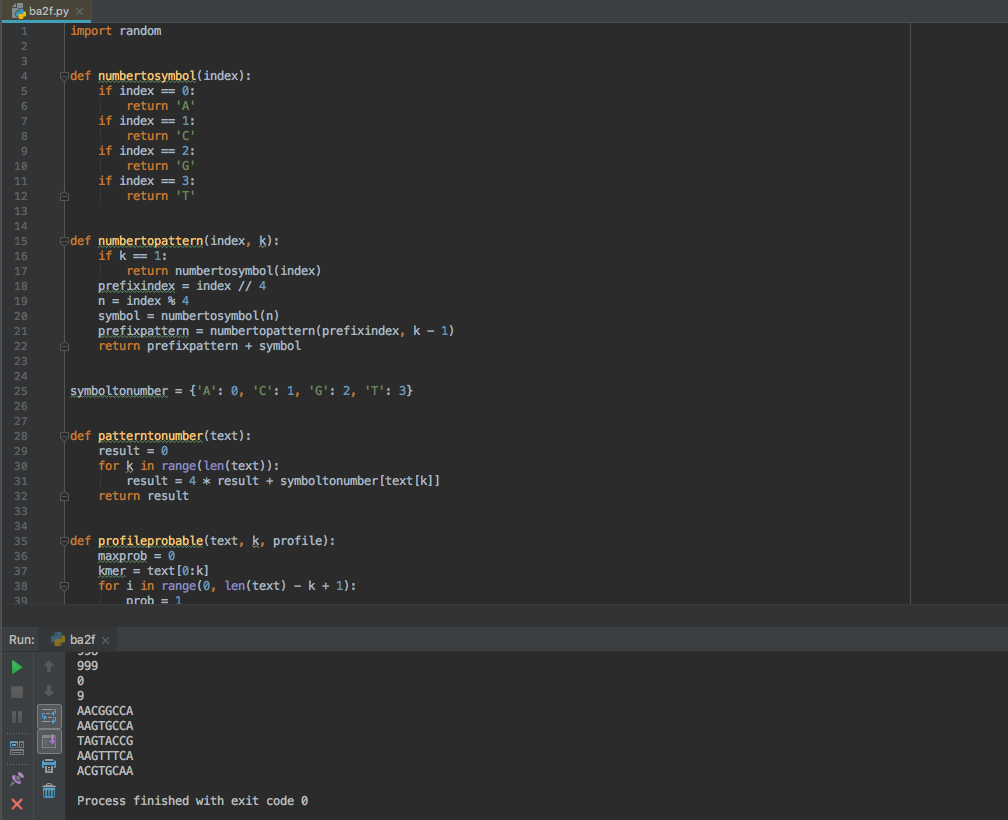 ba2f.py
1 import random
2
3
4 def numbertosymbol(index):
5     if index == 0:
6         return 'A'
7     if index == 1:
8         return 'C'
9     if index == 2:
10         return 'G'
11     if index == 3:
12         return 'T'
13
14
15 def numbertopattern(index, k):
16     if k == 1:
17         return numbertosymbol(index)
18     prefixindex = index // 4
19     n = index % 4
20     symbol = numbertosymbol(n)
21     prefixpattern = numbertopattern(prefixindex, k - 1)
22     return prefixpattern + symbol
23
24
25 symboltonumber = {'A': 0, 'C': 1, 'G': 2, 'T': 3}
26
27
28 def patterntonumber(text):
29     result = 0
30     for k in range(len(text)):
31         result = 4 * result + symboltonumber[text[k]]
32     return result
33
34
35 def profileprobable(text, k, profile):
36     maxprob = 0
37     kmer = text[0:k]
38     for i in range(0, len(text) - k + 1):
39         prob = 1
Run: ba2f
998
999
0
9
AACGGCCA
AAGTGCCA
TAGTACCG
AAGTTTCA
ACGTGCAA
Process finished with exit code 0